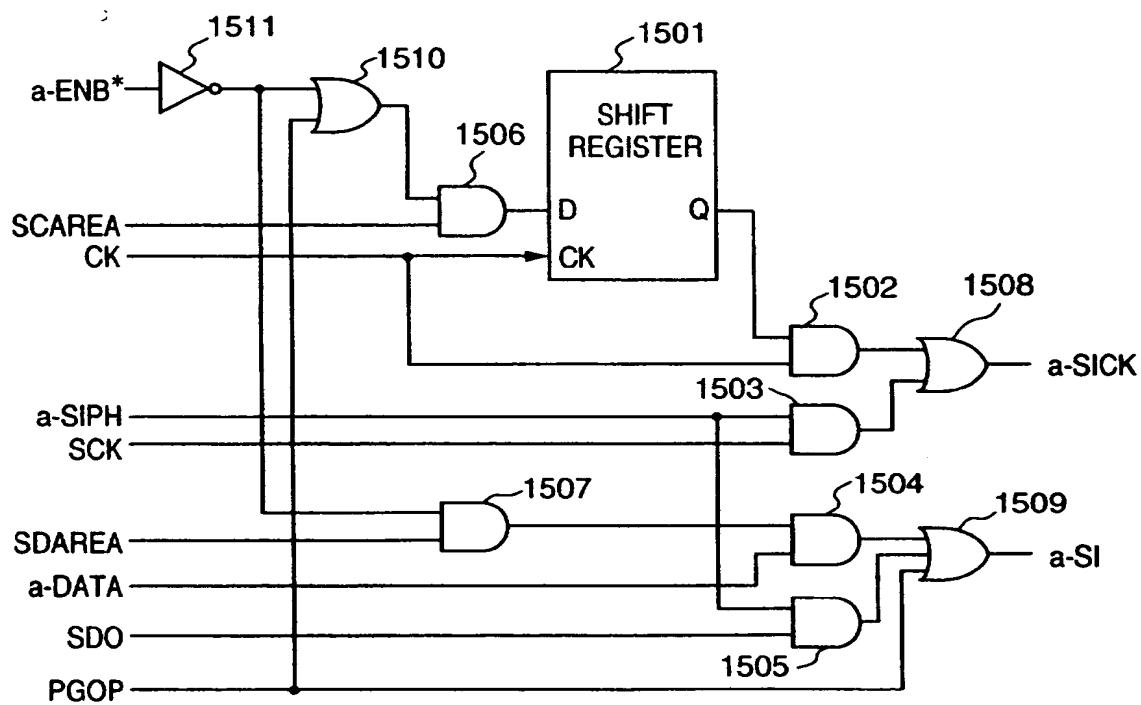 1511
1501
a-ENB*
1510
SHIFT
REGISTER
1506
D
Q
SCAREA
CK
CK
1502
1508
a-SICK
1503
a-SIPH
SCK
1507
1504
1509
SDAREA
a-SI
a-DATA
SDO
1505
PGOP